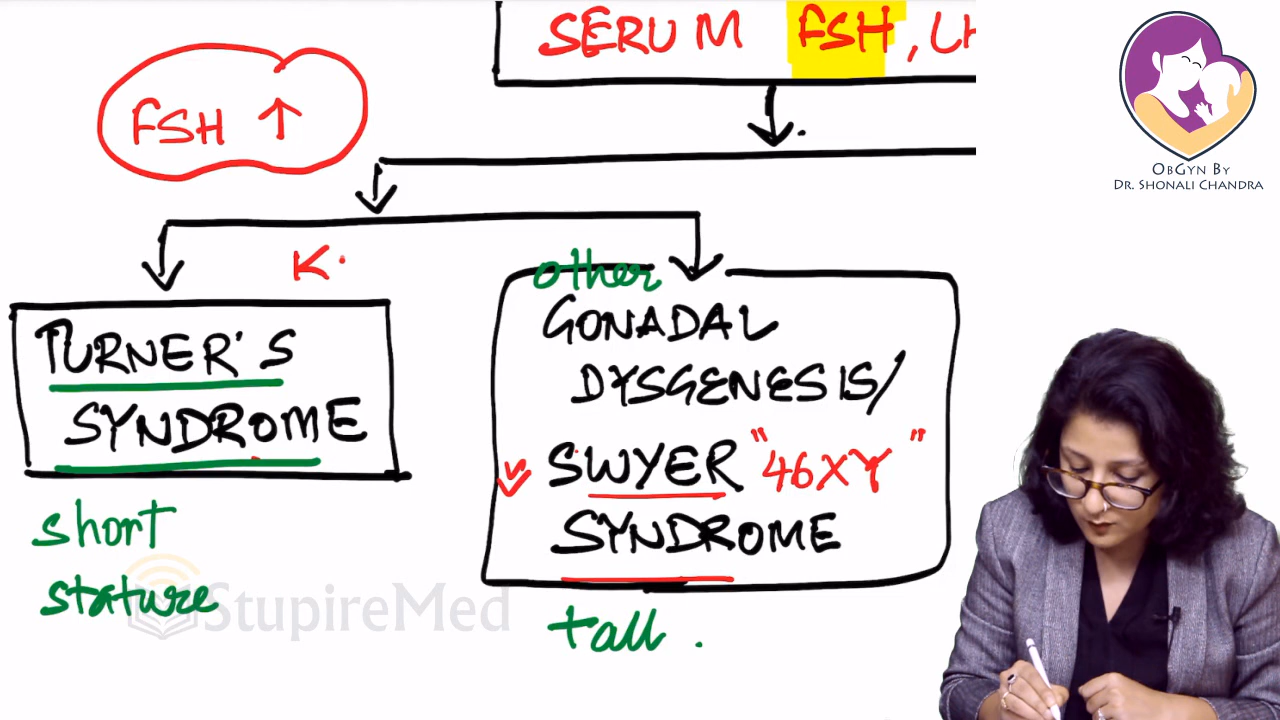 SERUM FSH, LH
FSH ↑
K.
other
TURNER'S
SYNDROME
GONADAL
DYSGENESIS/
SWYER "46XY"
SYNDROME
short
stature
tall.
StupireMed
ObGyn By
Dr. Shonali Chandra